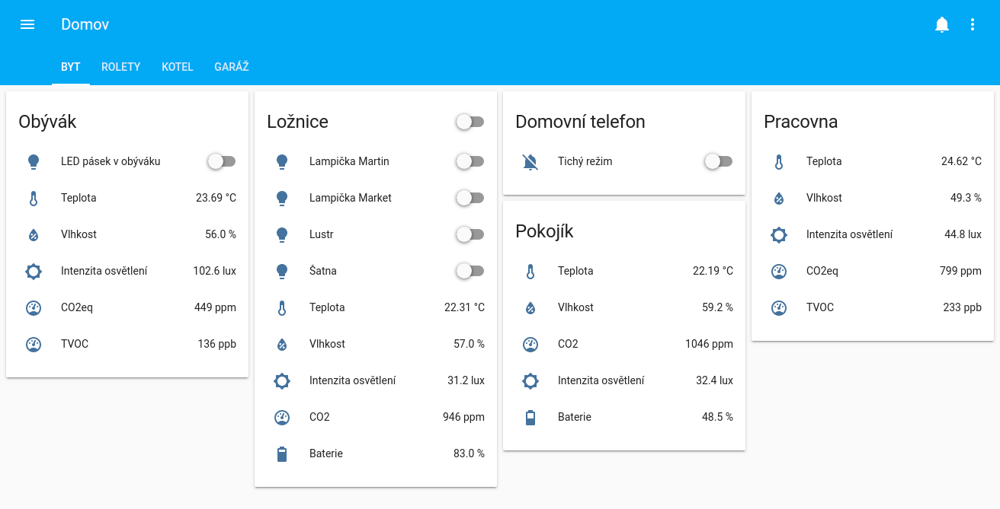 Domov
BYT ROLETY KOTEL GARÁŽ
Obývák
LED pásek v obýváku
Teplota 23.69 °C
Vlhkost 56.0 %
Intenzita osvětlení 102.6 lux
CO2eq 449 ppm
TVOC 136 ppb
Ložnice
Lampička Martin
Lampička Market
Lustr
Šatna
Teplota 22.31 °C
Vlhkost 57.0 %
Intenzita osvětlení 31.2 lux
CO2 946 ppm
Baterie 83.0 %
Domovní telefon
Tichý režim
Pokojík
Teplota 22.19 °C
Vlhkost 59.2 %
CO2 1046 ppm
Intenzita osvětlení 32.4 lux
Baterie 48.5 %
Pracovna
Teplota 24.62 °C
Vlhkost 49.3 %
Intenzita osvětlení 44.8 lux
CO2eq 799 ppm
TVOC 233 ppb